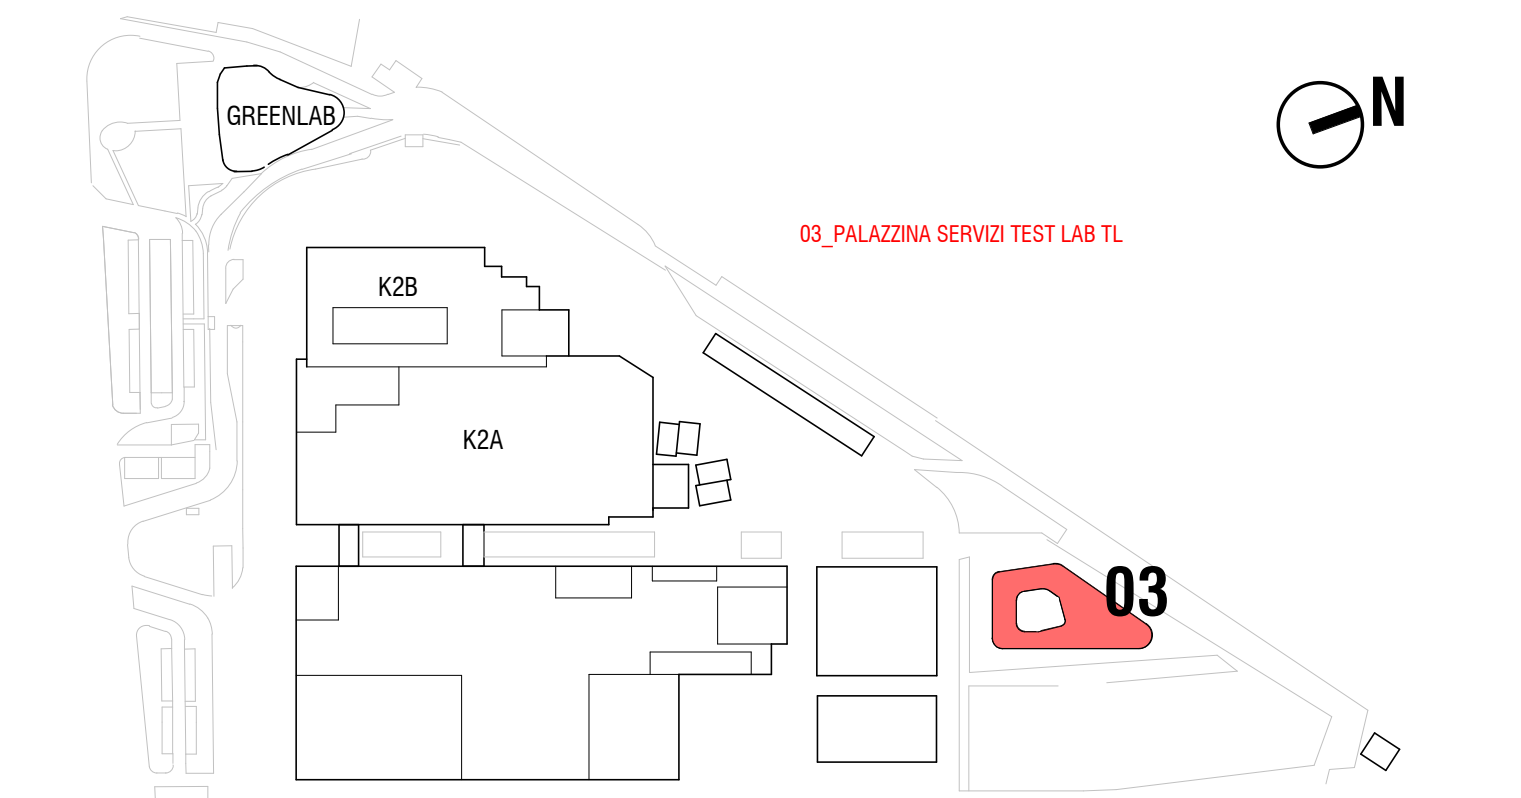 N
GREENLAB
03_PALAZZINA SERVIZI TEST LAB TL
K2B
K2A
03